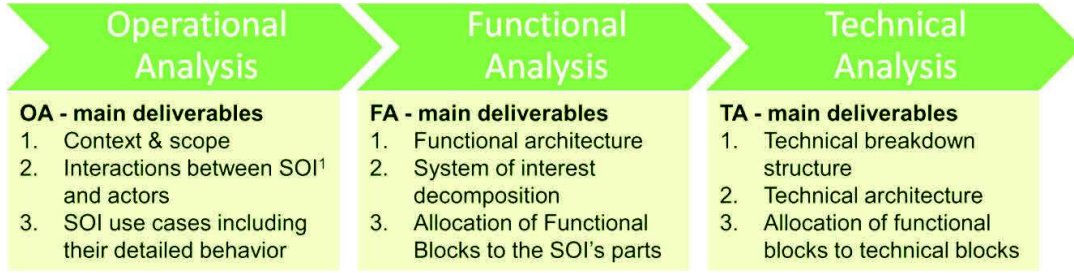 Operational
Analysis
Functional
Analysis
Technical
Analysis
OA - main deliverables
1. Context & scope
2. Interactions between SOI¹
and actors
3. SOI use cases including
their detailed behavior
FA - main deliverables
1. Functional architecture
2. System of interest
decomposition
3. Allocation of Functional
Blocks to the SOI's parts
TA - main deliverables
1. Technical breakdown
structure
2. Technical architecture
3. Allocation of functional
blocks to technical blocks